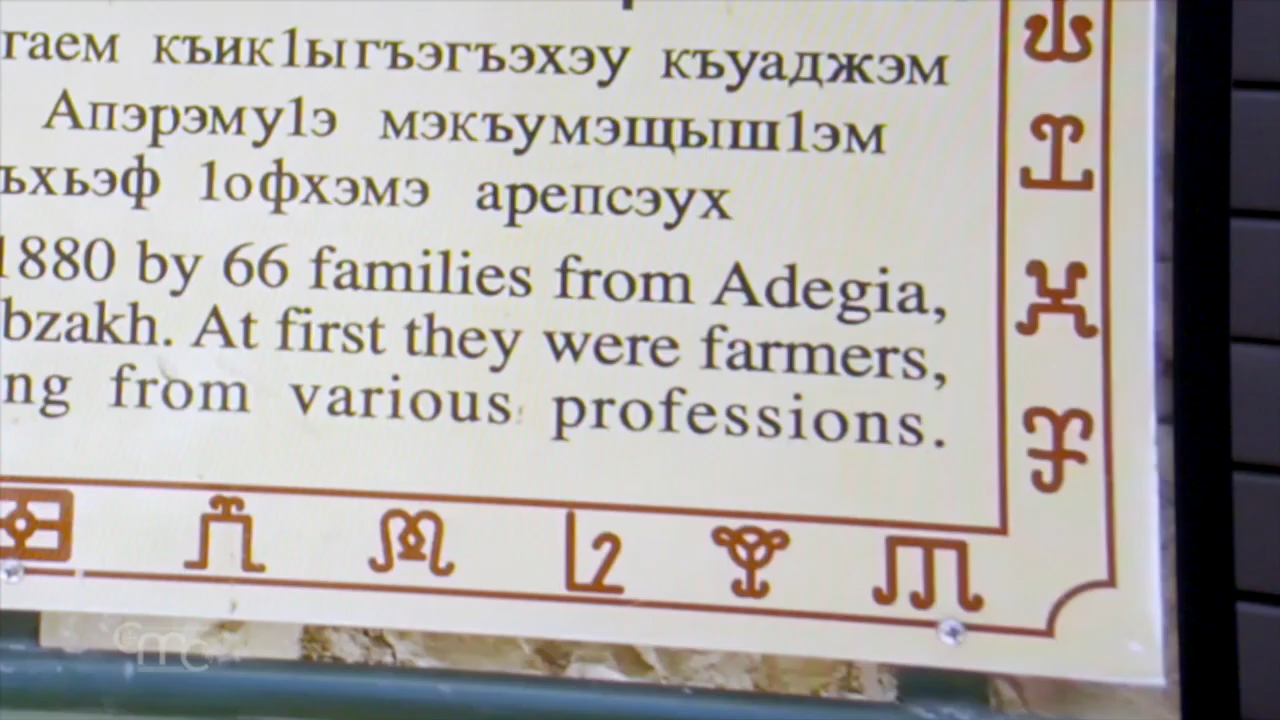 гаем къик1ыгъэгъэхэу къуаджэм
Апэрэму1э мэкъумэщыш1эм
ъхьэф 1офхэмэ арепсэух
1880 by 66 families from Adegia,
bzakh. At first they were farmers,
ng from various professions.
CMC